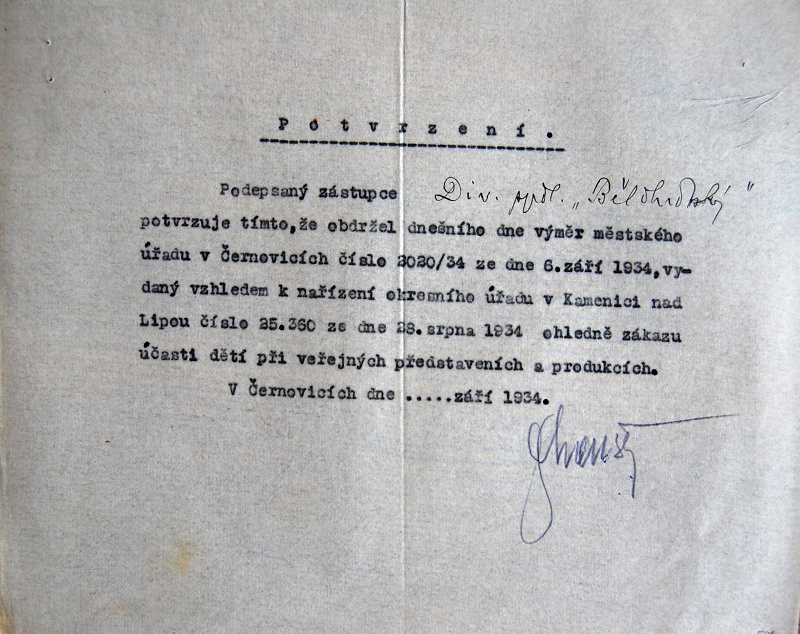 Potvrzení.
Podepsaný zástupce Div. spol. „Bělohradský"
potvrzuje tímto,že obdržel dnešního dne výměr městského
úřadu v Černovicích číslo 2020/34 ze dne 6.září 1934,vy-
daný vzhledem k nařízení okresního úřadu v Kamenici nad
Lipou číslo 25.360 ze dne 28.srpna 1934 ohledně zákazu
účasti dětí při veřejných představeních a produkcích.
V Černovicích dne .....září 1934.